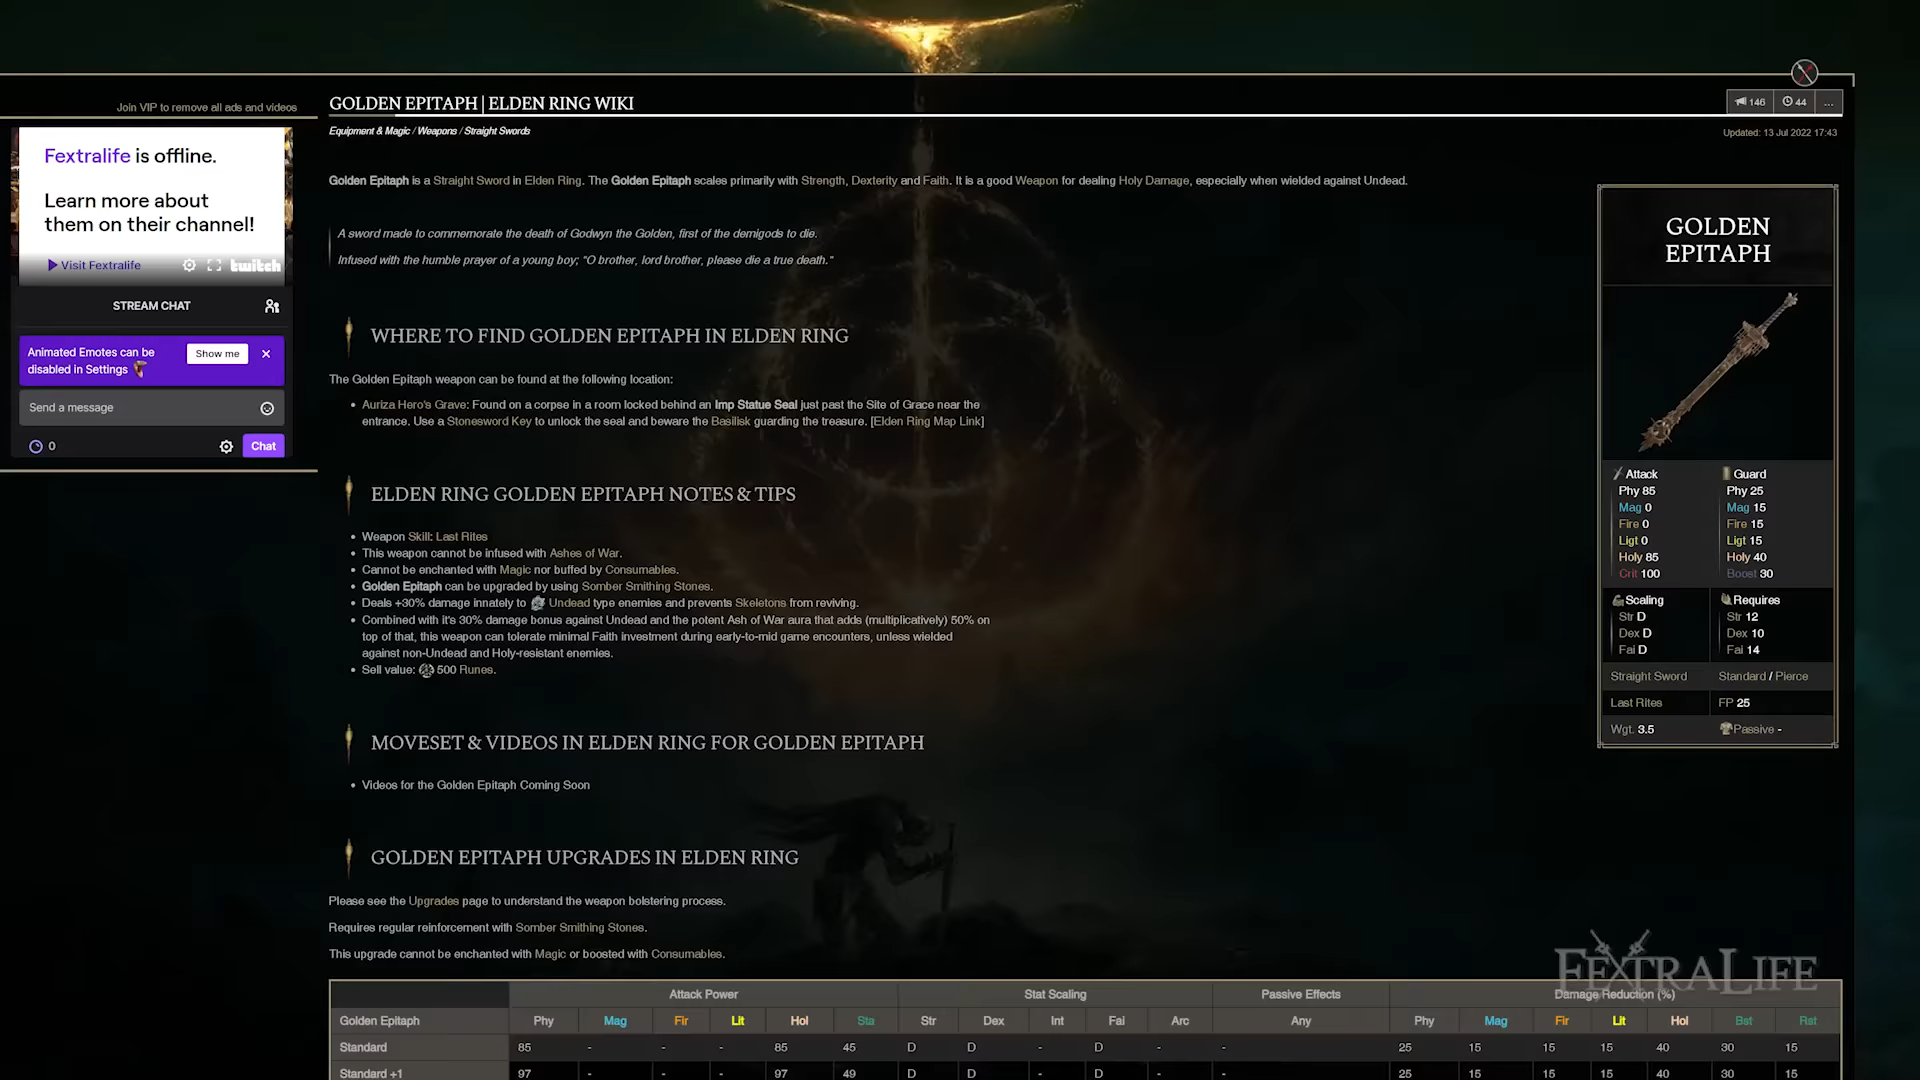 Join VIP to remove all ads and videos
Fextralife is offline.
Learn more about
them on their channel!
Visit Fextralife
twitch
STREAM CHAT
Animated Emotes can be
disabled in Settings
Show me
Send a message
0
Chat
GOLDEN EPITAPH | ELDEN RING WIKI
146
44
...
Equipment & Magic / Weapons / Straight Swords
Updated: 13 Jul 2022 17:43
Golden Epitaph is a Straight Sword in Elden Ring. The Golden Epitaph scales primarily with Strength, Dexterity and Faith. It is a good Weapon for dealing Holy Damage, especially when wielded against Undead.
A sword made to commemorate the death of Godwyn the Golden, first of the demigods to die.
Infused with the humble prayer of a young boy; "O brother, lord brother, please die a true death."
WHERE TO FIND GOLDEN EPITAPH IN ELDEN RING
The Golden Epitaph weapon can be found at the following location:
• Auriza Hero's Grave: Found on a corpse in a room locked behind an Imp Statue Seal just past the Site of Grace near the
entrance. Use a Stonesword Key to unlock the seal and beware the Basilisk guarding the treasure. [Elden Ring Map Link]
ELDEN RING GOLDEN EPITAPH NOTES & TIPS
• Weapon Skill: Last Rites
• This weapon cannot be infused with Ashes of War.
• Cannot be enchanted with Magic nor buffed by Consumables.
• Golden Epitaph can be upgraded by using Somber Smithing Stones.
• Deals +30% damage innately to Undead type enemies and prevents Skeletons from reviving.
• Combined with it's 30% damage bonus against Undead and the potent Ash of War aura that adds (multiplicatively) 50% on
top of that, this weapon can tolerate minimal Faith investment during early-to-mid game encounters, unless wielded
against non-Undead and Holy-resistant enemies.
• Sell value: 500 Runes.
MOVESET & VIDEOS IN ELDEN RING FOR GOLDEN EPITAPH
• Videos for the Golden Epitaph Coming Soon
GOLDEN EPITAPH UPGRADES IN ELDEN RING
Please see the Upgrades page to understand the weapon bolstering process.
Requires regular reinforcement with Somber Smithing Stones.
This upgrade cannot be enchanted with Magic or boosted with Consumables.
GOLDEN
EPITAPH
Attack Guard
Phy 85 Phy 25
Mag 0 Mag 15
Fire 0 Fire 15
Ligt 0 Ligt 15
Holy 85 Holy 40
Crit 100 Boost 30
Scaling Requires
Str D Str 12
Dex D Dex 10
Fai D Fai 14
Straight Sword Standard / Pierce
Last Rites FP 25
Wgt. 3.5 Passive -
FEXTRALIFE
Attack Power Stat Scaling Passive Effects Damage Reduction (%)
Golden Epitaph Phy Mag Fir Lit Hol Sta Str Dex Int Fai Arc Any Phy Mag Fir Lit Hol Bst Rst
Standard 85 - - - 85 45 D D - D - - 25 15 15 15 40 30 15
Standard +1 97 - - - 97 49 D D - D - - 25 15 15 15 40 30 15